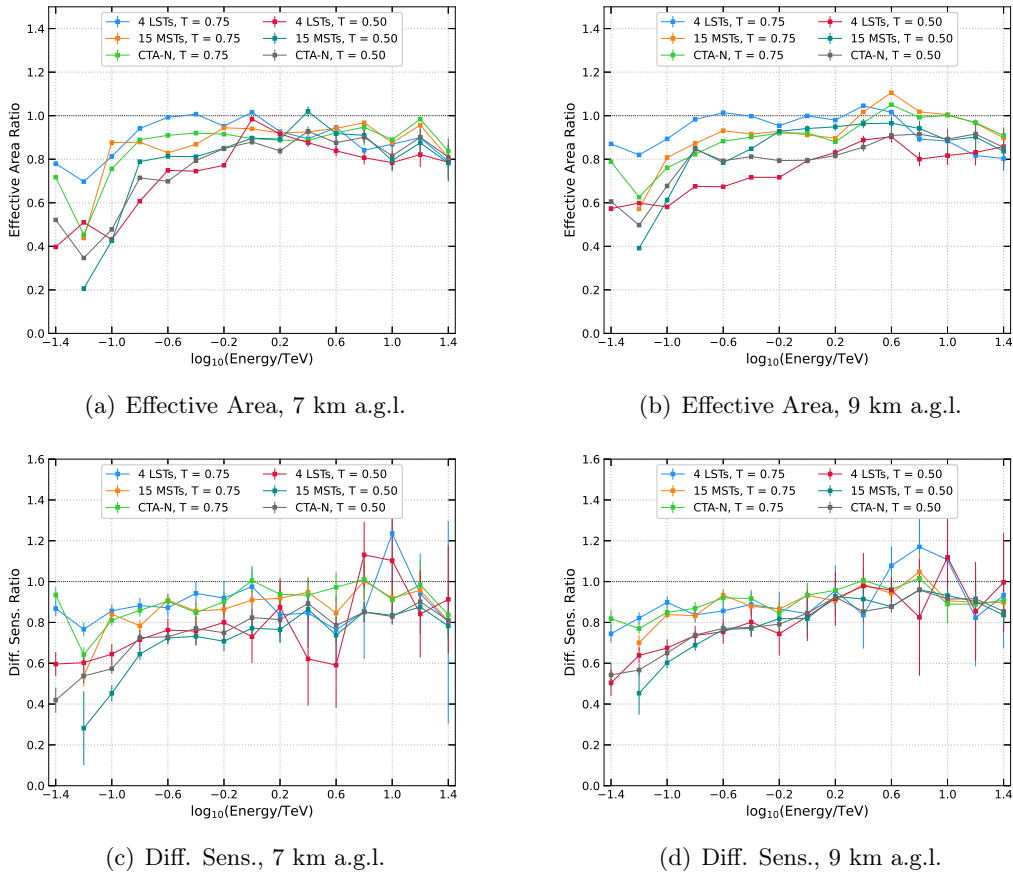 1.4
1.2
1.0
0.8
0.6
0.4
0.2
0.0
Effective Area Ratio
4 LSTs, T = 0.75
15 MSTs, T = 0.75
CTA-N, T = 0.75
4 LSTs, T = 0.50
15 MSTs, T = 0.50
CTA-N, T = 0.50
−1.4 −1.0 −0.6 −0.2 0.2 0.6 1.0 1.4
log10(Energy/TeV)
(a) Effective Area, 7 km a.g.l.
1.4
1.2
1.0
0.8
0.6
0.4
0.2
0.0
Effective Area Ratio
4 LSTs, T = 0.75
15 MSTs, T = 0.75
CTA-N, T = 0.75
4 LSTs, T = 0.50
15 MSTs, T = 0.50
CTA-N, T = 0.50
−1.4 −1.0 −0.6 −0.2 0.2 0.6 1.0 1.4
log10(Energy/TeV)
(b) Effective Area, 9 km a.g.l.
1.6
1.4
1.2
1.0
0.8
0.6
0.4
0.2
0.0
Diff. Sens. Ratio
4 LSTs, T = 0.75
15 MSTs, T = 0.75
CTA-N, T = 0.75
4 LSTs, T = 0.50
15 MSTs, T = 0.50
CTA-N, T = 0.50
−1.4 −1.0 −0.6 −0.2 0.2 0.6 1.0 1.4
log10(Energy/TeV)
(c) Diff. Sens., 7 km a.g.l.
1.6
1.4
1.2
1.0
0.8
0.6
0.4
0.2
0.0
Diff. Sens. Ratio
4 LSTs, T = 0.75
15 MSTs, T = 0.75
CTA-N, T = 0.75
4 LSTs, T = 0.50
15 MSTs, T = 0.50
CTA-N, T = 0.50
−1.4 −1.0 −0.6 −0.2 0.2 0.6 1.0 1.4
log10(Energy/TeV)
(d) Diff. Sens., 9 km a.g.l.